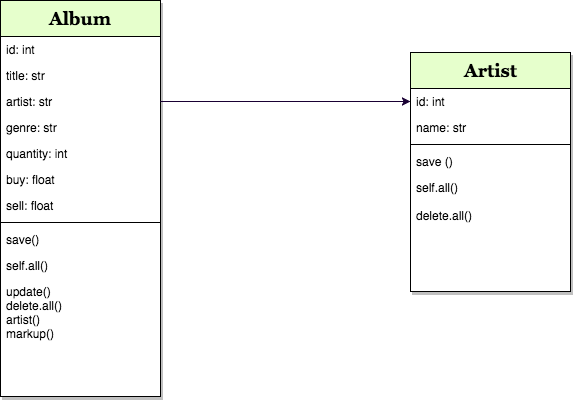 Album
id: int
title: str
artist: str
genre: str
quantity: int
buy: float
sell: float
save()
self.all()
update()
delete.all()
artist()
markup()
Artist
id: int
name: str
save ()
self.all()
delete.all()